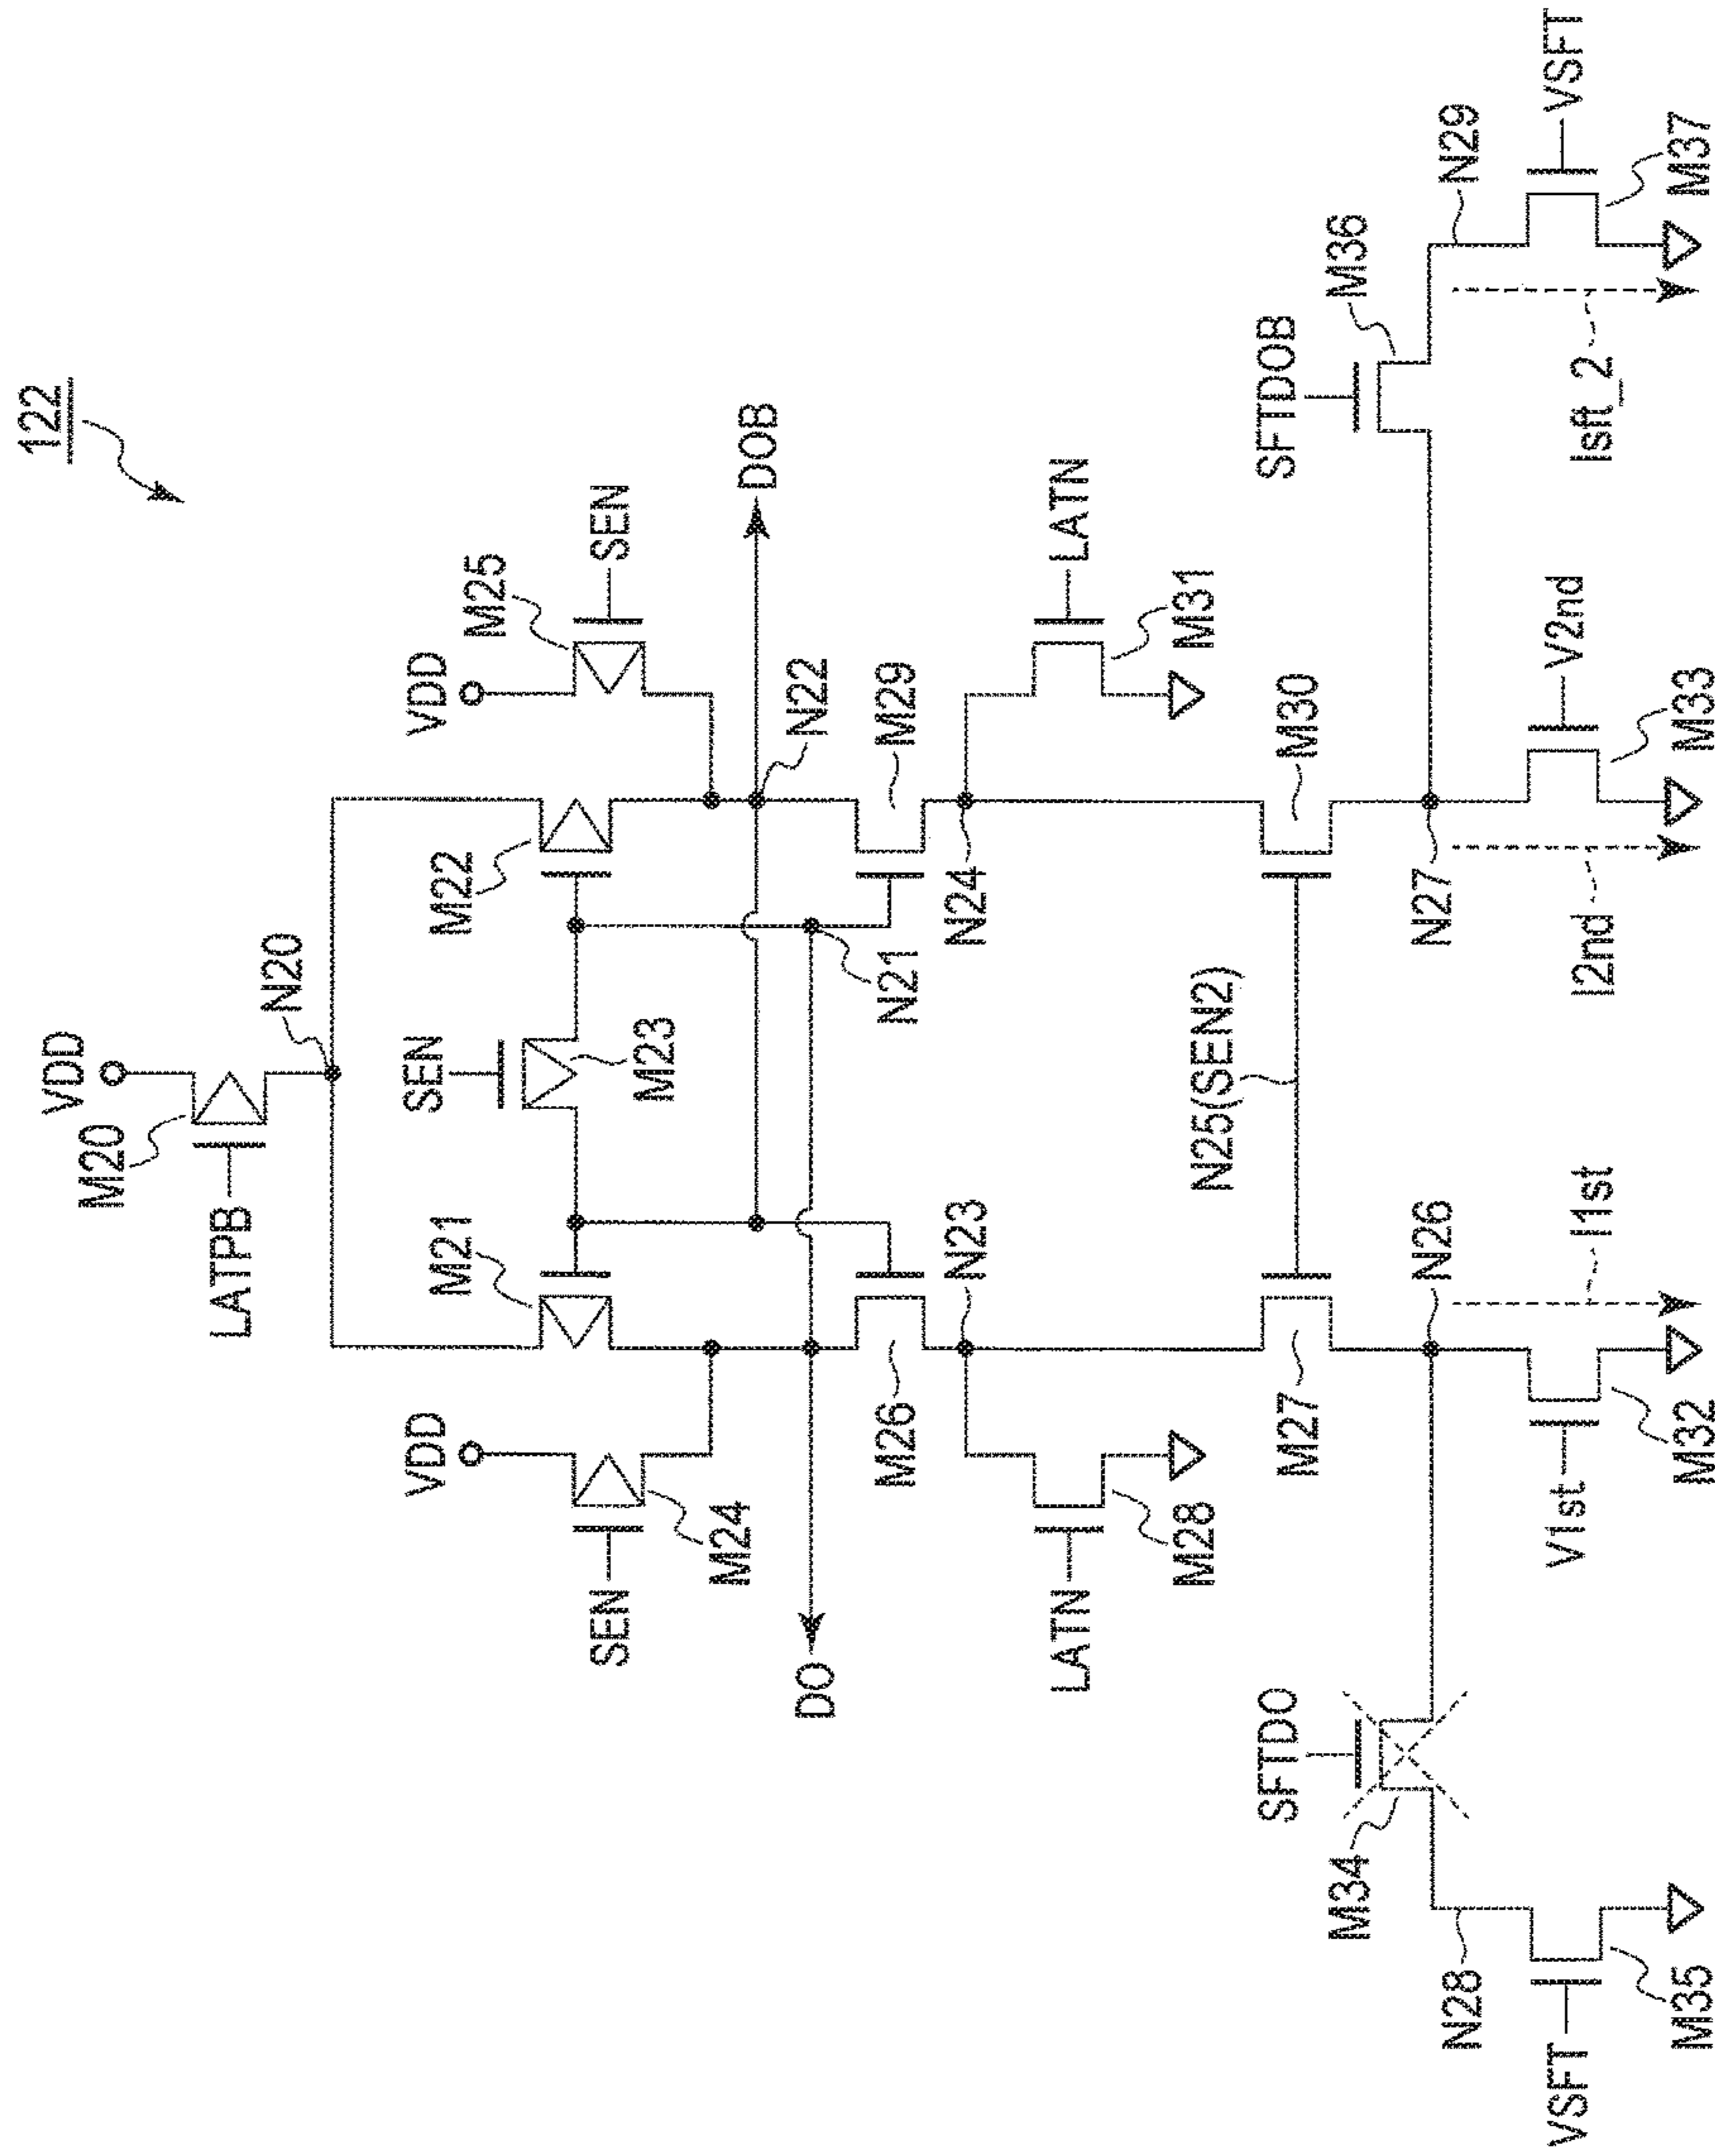 122
VDD
M20
LATPB
N20
VDD
M25
SEN
M22
SEN
M23
M21
VDD
M24
SEN
DOB
N22
N21
DO
M29
M26
N24
N23
LATN
M31
LATN
M28
N25(SEN2)
M30
M27
SFTDOB
M36
N29
VSFT
M37
Isft_2
N27
V2nd
M33
I2nd
N26
I1st
V1st
M32
SFTDO
M34
N28
VSFT
M35